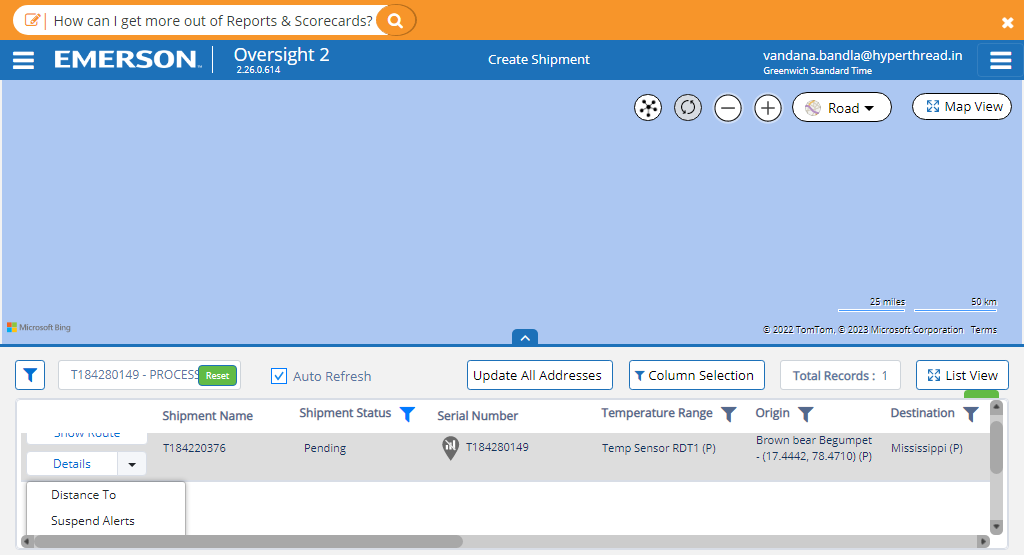 How can I get more out of Reports & Scorecards?
EMERSON
Oversight 2
2.26.0.614
Create Shipment
vandana.bandla@hyperthread.in
Greenwich Standard Time
Road
Map View
25 miles
50 km
Microsoft Bing
© 2022 TomTom, © 2023 Microsoft Corporation Terms
T184280149 - PROCESS
Reset
Auto Refresh
Update All Addresses
Column Selection
Total Records : 1
List View
Shipment Name
Shipment Status
Serial Number
Temperature Range
Origin
Destination
Show Route
T184220376
Pending
T184280149
Temp Sensor RDT1 (P)
Brown bear Begumpet
- (17.4442, 78.4710) (P)
Mississippi (P)
Details
Distance To
Suspend Alerts